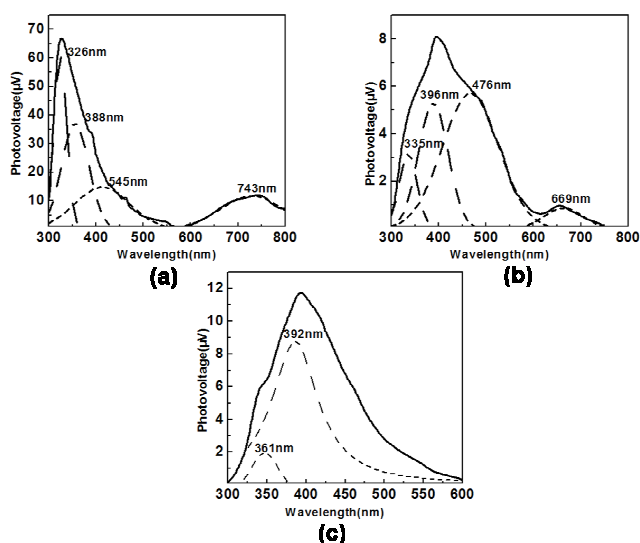 70
60
50
40
30
20
10
Photovoltage(μV)
326nm
388nm
545nm
743nm
300 400 500 600 700 800
Wavelength(nm)
(a)
8
6
4
2
Photovoltage(μV)
396nm
476nm
335nm
669nm
300 400 500 600 700 800
Wavelength(nm)
(b)
12
10
8
6
4
2
Photovoltage(μV)
392nm
361nm
300 350 400 450 500 550 600
Wavelength(nm)
(c)